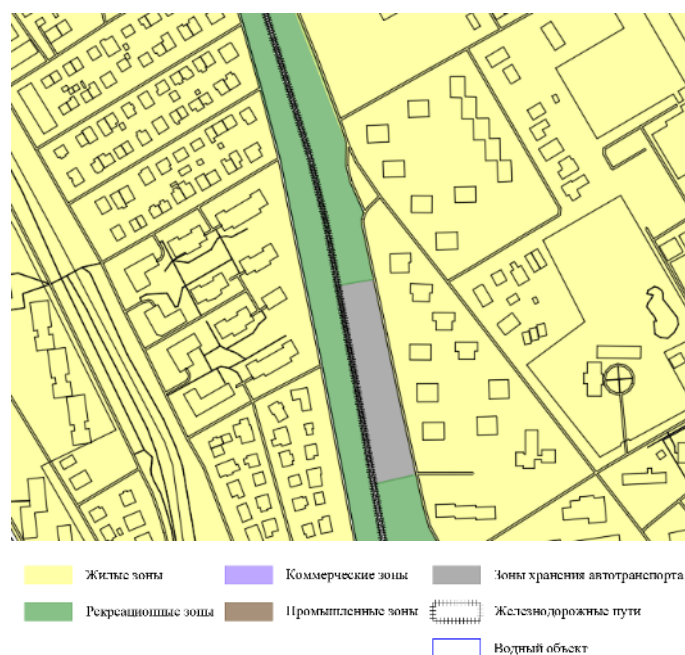 Жилые зоны
Коммерческие зоны
Зоны хранения автотранспорта
Рекреационные зоны
Промышленные зоны
Железнодорожные пути
Водный объект